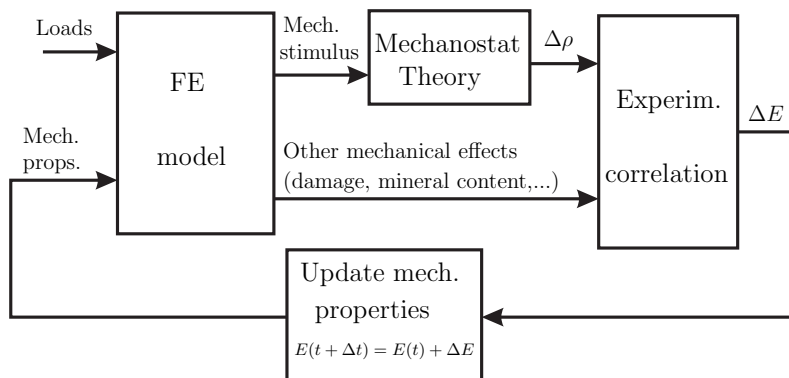 Loads
Mech.
props.
FE
model
Mech.
stimulus
Mechanostat
Theory
Δρ
Other mechanical effects
(damage, mineral content,...)
Experim.
correlation
ΔE
Update mech.
properties
E(t + Δt) = E(t) + ΔE